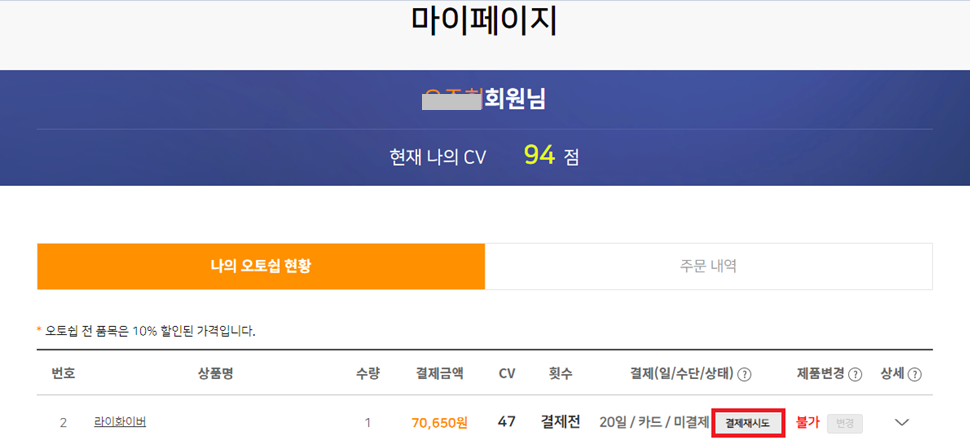 마이페이지
회원님
현재 나의 CV 94 점
나의 오토쉽 현황 주문 내역
* 오토쉽 전 품목은 10% 할인된 가격입니다.
번호 상품명 수량 결제금액 CV 횟수 결제(일/수단/상태) ? 제품변경 ? 상세 ?
2 라이화이버 1 70,650원 47 결제전 20일 / 카드 / 미결제 결제재시도 불가 변경